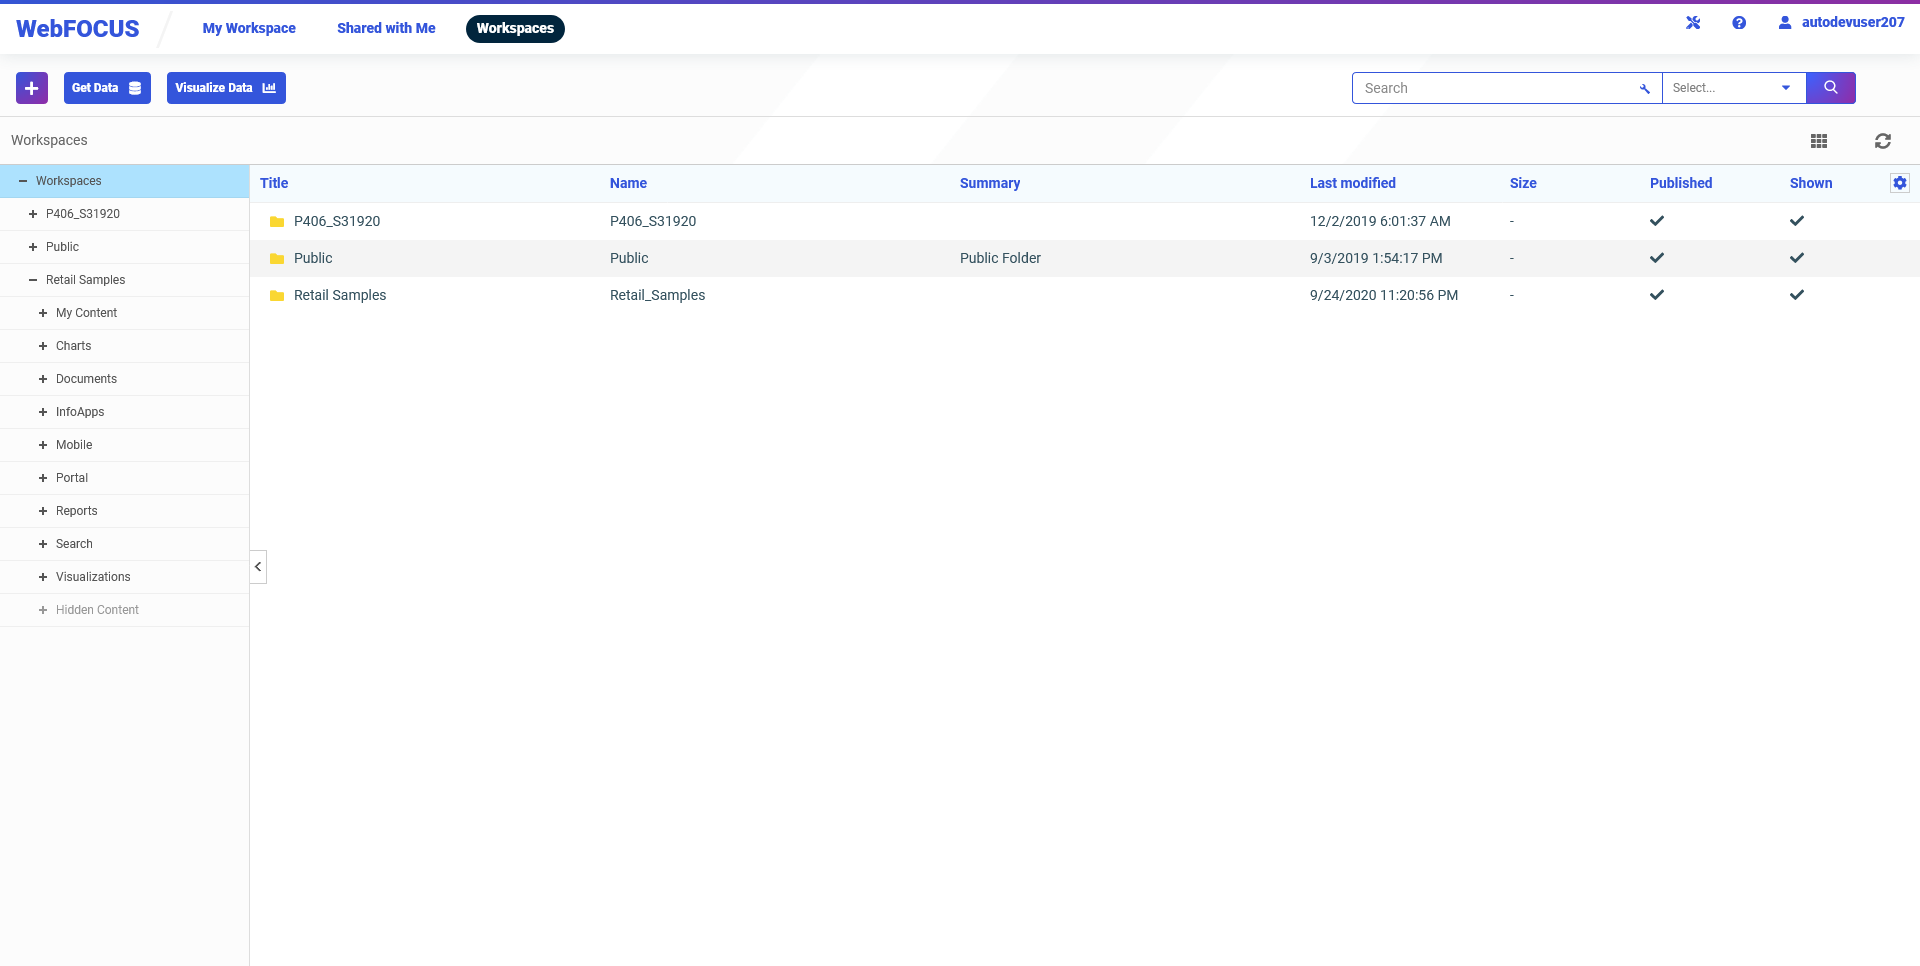 WebFOCUS
My Workspace
Shared with Me
Workspaces
autodevuser207
Get Data
Visualize Data
Search
Select...
Workspaces
Workspaces
P406_S31920
Public
Retail Samples
My Content
Charts
Documents
InfoApps
Mobile
Portal
Reports
Search
Visualizations
Hidden Content
Title Name Summary Last modified Size Published Shown
P406_S31920 P406_S31920 12/2/2019 6:01:37 AM -
Public Public Public Folder 9/3/2019 1:54:17 PM -
Retail Samples Retail_Samples 9/24/2020 11:20:56 PM -